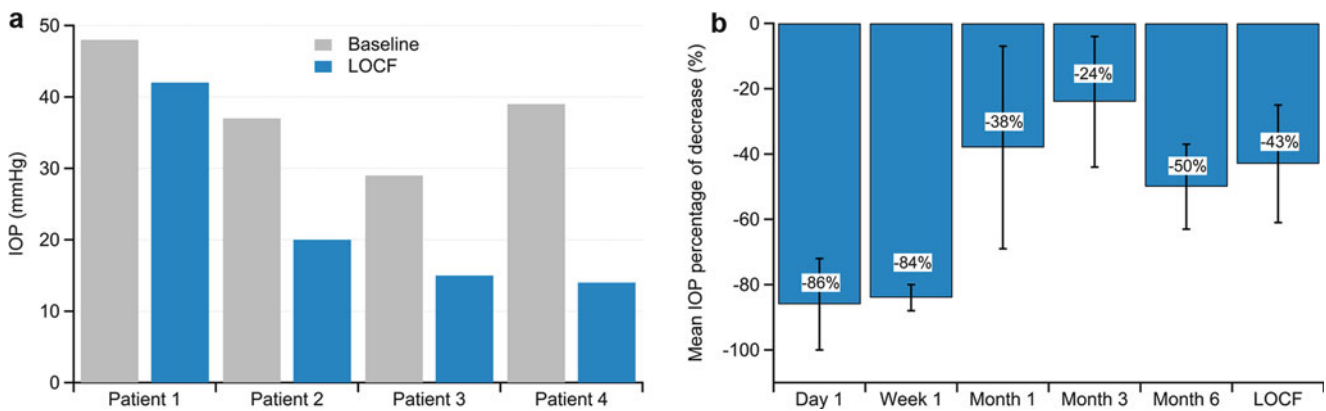 a
50
40
30
20
10
0
IOP (mmHg)
Baseline
LOCF
Patient 1 Patient 2 Patient 3 Patient 4
b
0
-20
-40
-60
-80
-100
Mean IOP percentage of decrease (%)
-86% -84% -38% -24% -50% -43%
Day 1 Week 1 Month 1 Month 3 Month 6 LOCF